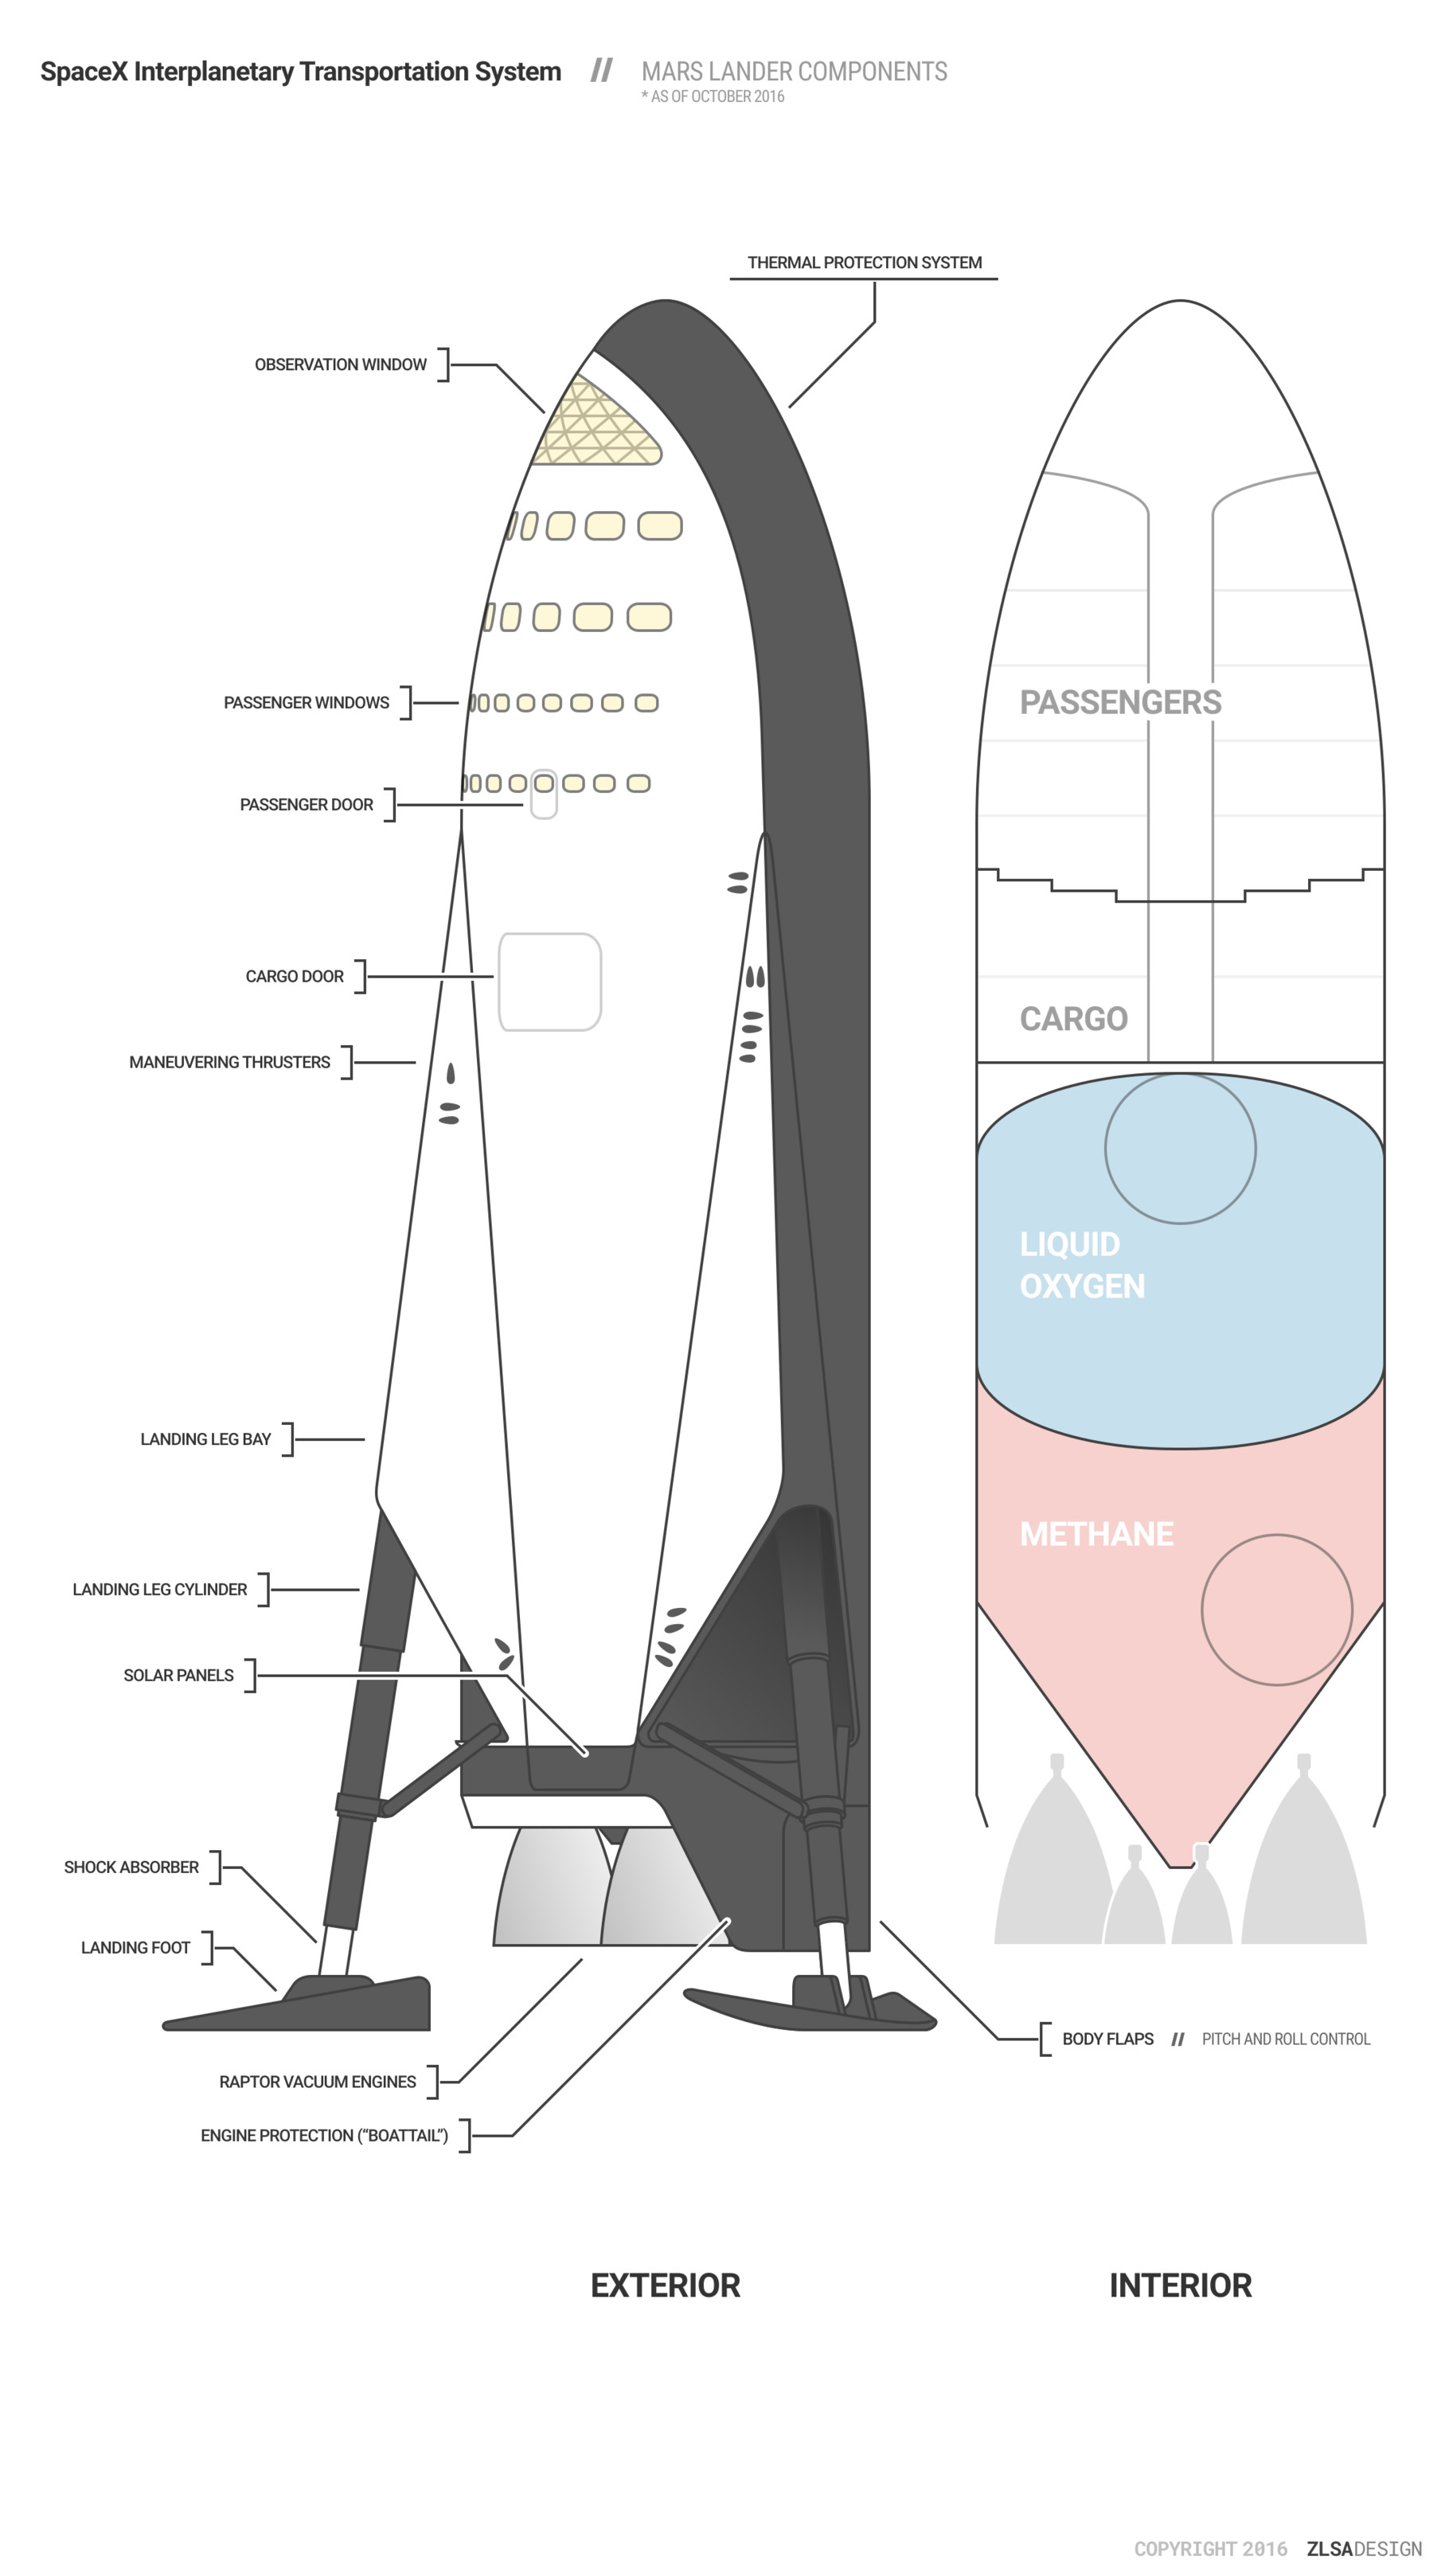 SpaceX Interplanetary Transportation System // MARS LANDER COMPONENTS
* AS OF OCTOBER 2016
THERMAL PROTECTION SYSTEM
OBSERVATION WINDOW
PASSENGER WINDOWS
PASSENGER DOOR
CARGO DOOR
MANEUVERING THRUSTERS
LANDING LEG BAY
LANDING LEG CYLINDER
SOLAR PANELS
SHOCK ABSORBER
LANDING FOOT
RAPTOR VACUUM ENGINES
ENGINE PROTECTION (“BOATTAIL”)
BODY FLAPS // PITCH AND ROLL CONTROL
PASSENGERS
CARGO
LIQUID
OXYGEN
METHANE
EXTERIOR
INTERIOR
COPYRIGHT 2016 ZLSADESIGN